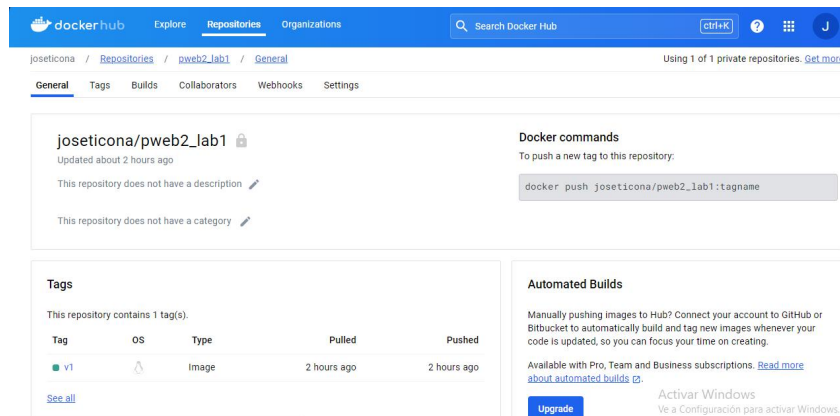 dockerhub Explore Repositories Organizations Search Docker Hub ctrl+K ? J
joseticona / Repositories / pweb2_lab1 / General Using 1 of 1 private repositories. Get more
General Tags Builds Collaborators Webhooks Settings
joseticona/pweb2_lab1
Updated about 2 hours ago
This repository does not have a description
This repository does not have a category
Docker commands
To push a new tag to this repository:
docker push joseticona/pweb2_lab1:tagname
Tags
This repository contains 1 tag(s).
Tag OS Type Pulled Pushed
v1 Image 2 hours ago 2 hours ago
See all
Automated Builds
Manually pushing images to Hub? Connect your account to GitHub or
Bitbucket to automatically build and tag new images whenever your
code is updated, so you can focus your time on creating.
Available with Pro, Team and Business subscriptions. Read more
about automated builds
Upgrade
Activar Windows
Ve a Configuración para activar Windows.